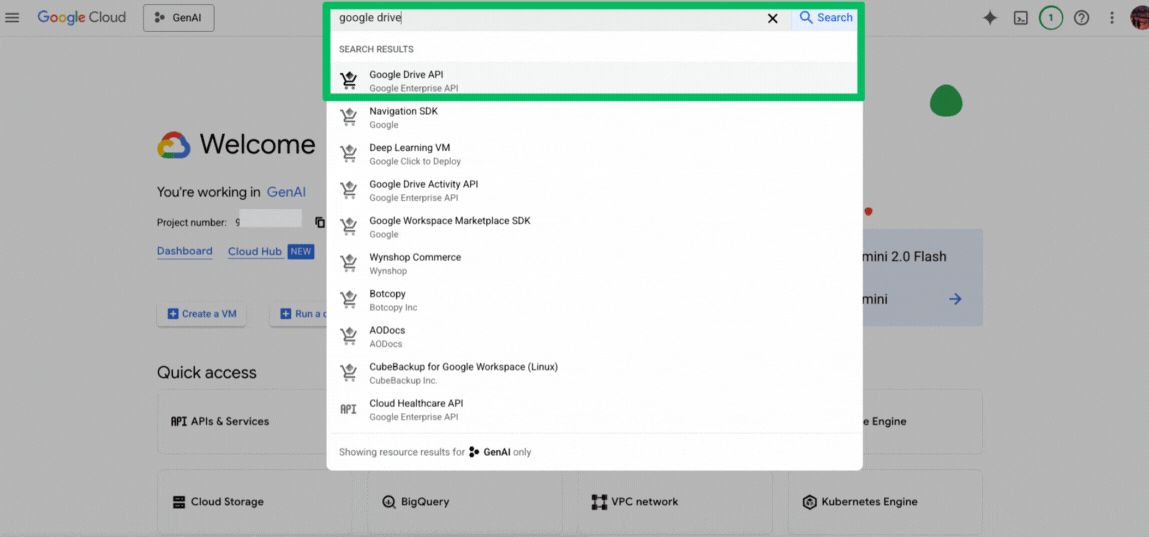 Google Cloud
GenAI
google drive
Search
1
SEARCH RESULTS
Google Drive API
Google Enterprise API
Navigation SDK
Google
Deep Learning VM
Google Click to Deploy
Google Drive Activity API
Google Enterprise API
Google Workspace Marketplace SDK
Google
Wynshop Commerce
Wynshop
Botcopy
Botcopy Inc
AODocs
AODocs
CubeBackup for Google Workspace (Linux)
CubeBackup Inc.
API
Cloud Healthcare API
Google Enterprise API
Showing resource results for GenAI only
Welcome
You're working in GenAI
Project number: 9
Dashboard
Cloud Hub NEW
Create a VM
Run a
mini 2.0 Flash
mini
Quick access
API APIs & Services
e Engine
Cloud Storage
BigQuery
VPC network
Kubernetes Engine